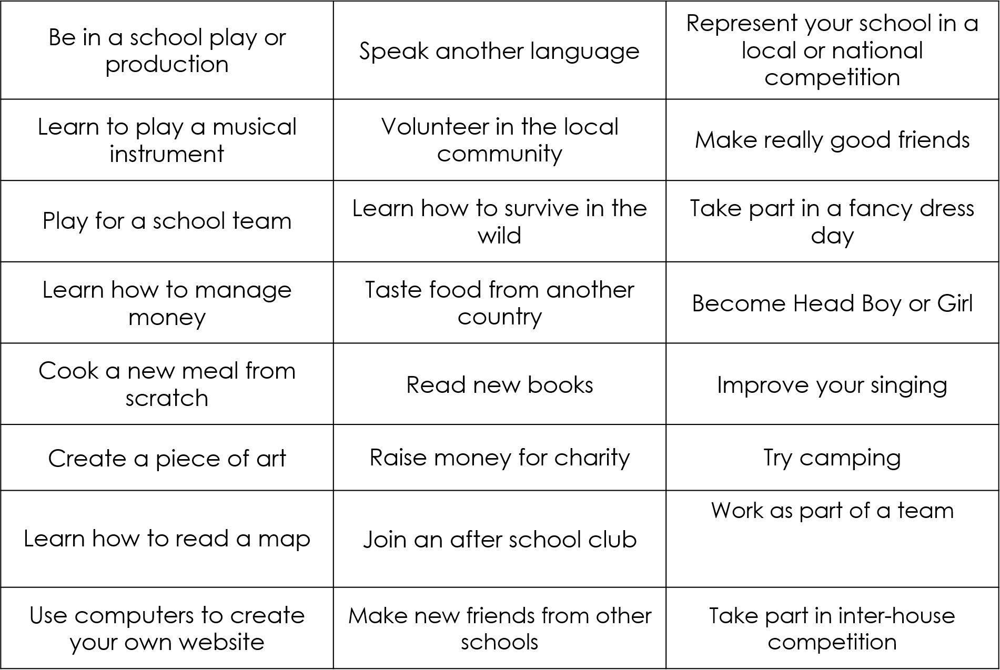 Be in a school play or
production
Speak another language
Represent your school in a
local or national
competition
Learn to play a musical
instrument
Volunteer in the local
community
Make really good friends
Play for a school team
Learn how to survive in the
wild
Take part in a fancy dress
day
Learn how to manage
money
Taste food from another
country
Become Head Boy or Girl
Cook a new meal from
scratch
Read new books
Improve your singing
Create a piece of art
Raise money for charity
Try camping
Learn how to read a map
Join an after school club
Work as part of a team
Use computers to create
your own website
Make new friends from other
schools
Take part in inter-house
competition